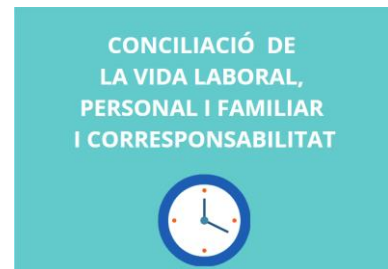 CONCILIACIÓ DE
LA VIDA LABORAL,
PERSONAL I FAMILIAR
I CORRESPONSABILITAT